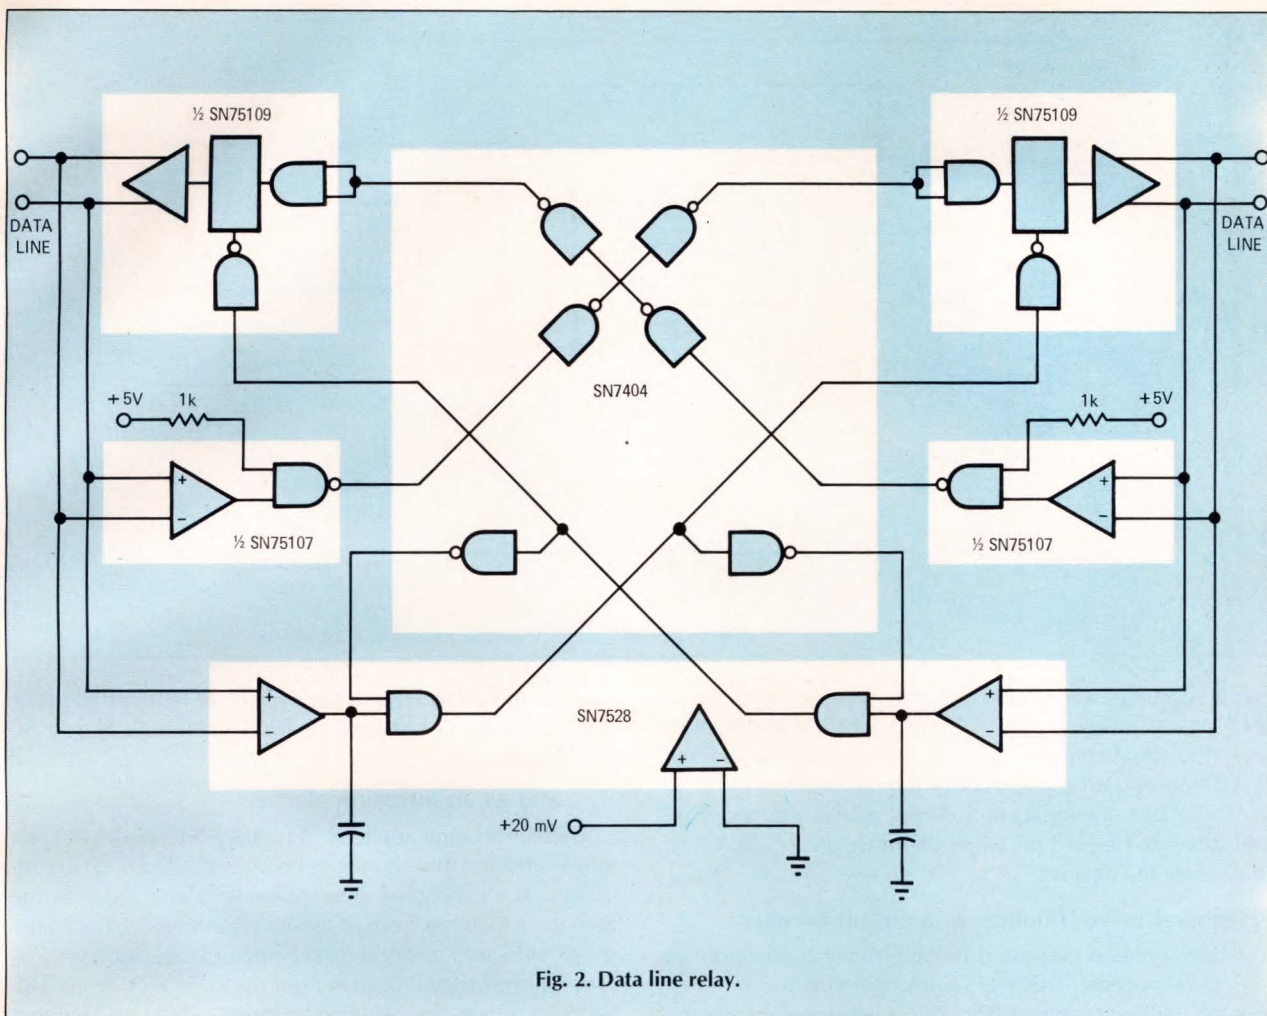 ½ SN75109
½ SN75109
DATA
LINE
DATA
LINE
SN7404
+5V
1k
1k
+5V
+
−
½ SN75107
+
−
½ SN75107
+
−
SN7528
+
−
+
−
+20 mV
Fig. 2. Data line relay.